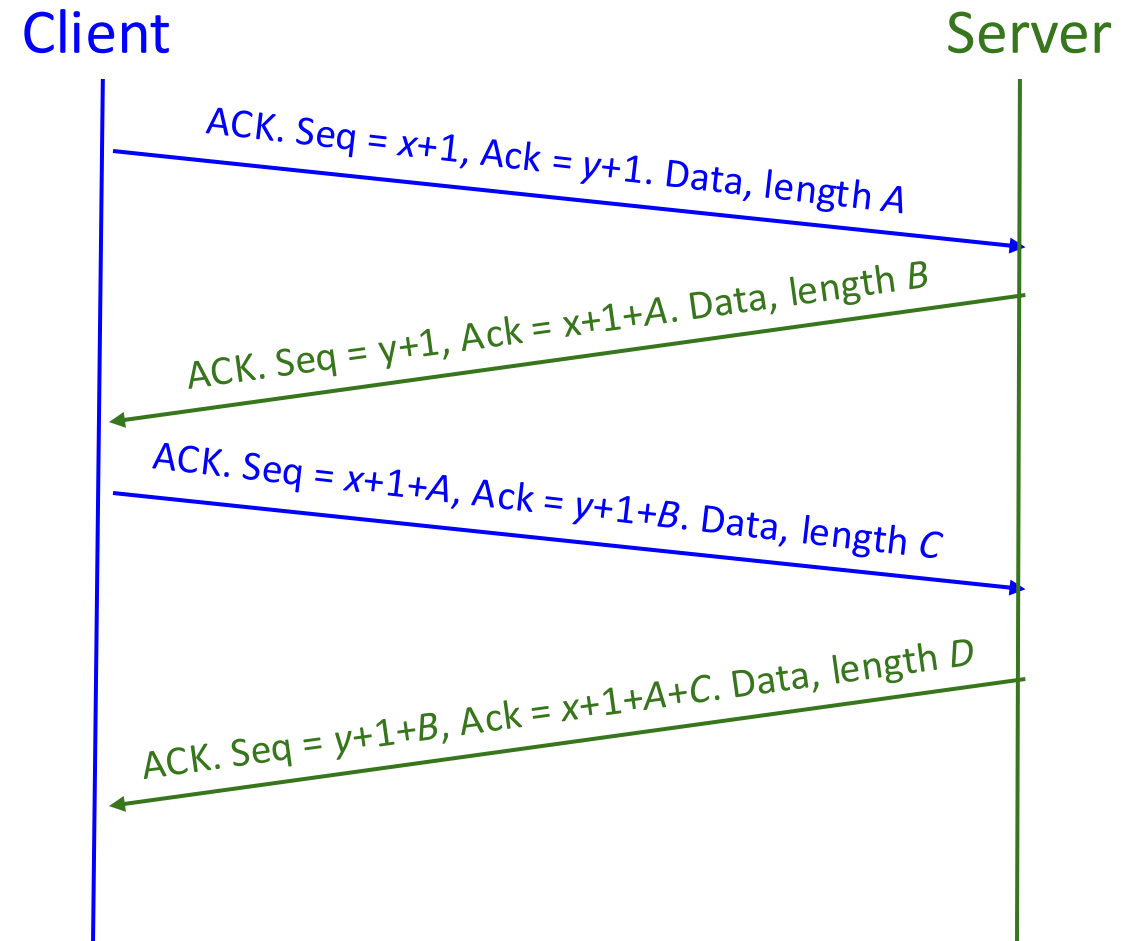 Client
Server
ACK. Seq = x+1, Ack = y+1. Data, length A
ACK. Seq = y+1, Ack = x+1+A. Data, length B
ACK. Seq = x+1+A, Ack = y+1+B. Data, length C
ACK. Seq = y+1+B, Ack = x+1+A+C. Data, length D